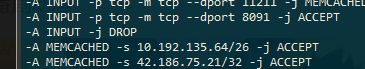 -A INPUT -p tcp -m tcp --dport 11211 -j MEMCACHED
-A INPUT -p tcp -m tcp --dport 8091 -j ACCEPT
-A INPUT -j DROP
-A MEMCACHED -s 10.192.135.64/26 -j ACCEPT
-A MEMCACHED -s 42.186.75.21/32 -j ACCEPT